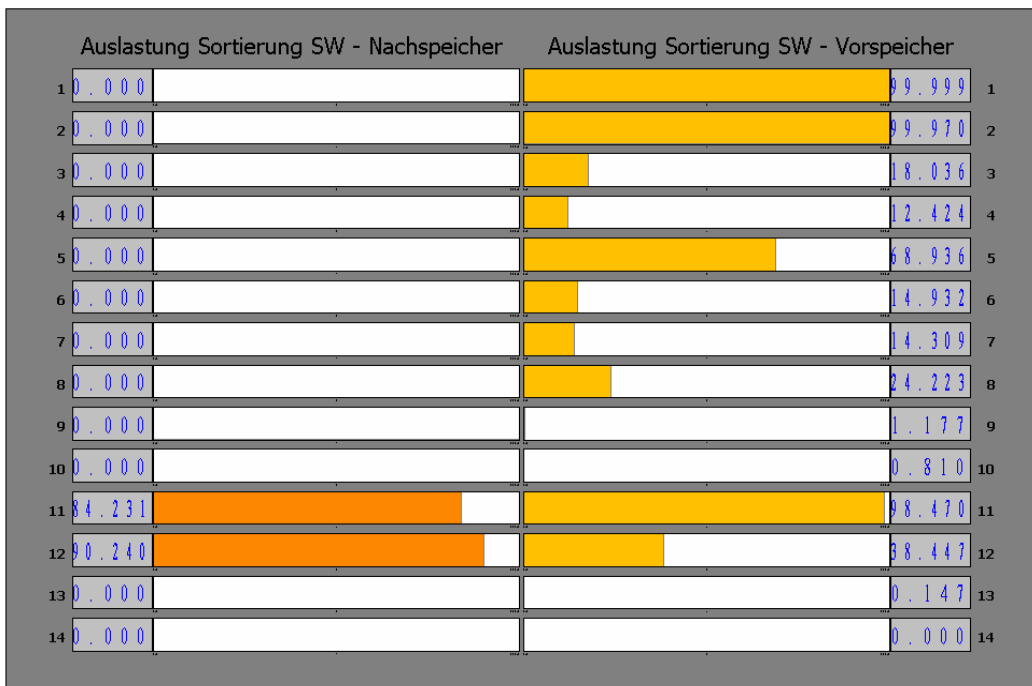 Auslastung Sortierung SW - Nachspeicher Auslastung Sortierung SW - Vorspeicher
1 0.000 99.999 1
2 0.000 99.970 2
3 0.000 18.036 3
4 0.000 12.424 4
5 0.000 68.936 5
6 0.000 14.932 6
7 0.000 14.309 7
8 0.000 24.223 8
9 0.000 1.177 9
10 0.000 0.810 10
11 84.231 98.470 11
12 90.240 38.447 12
13 0.000 0.147 13
14 0.000 0.000 14